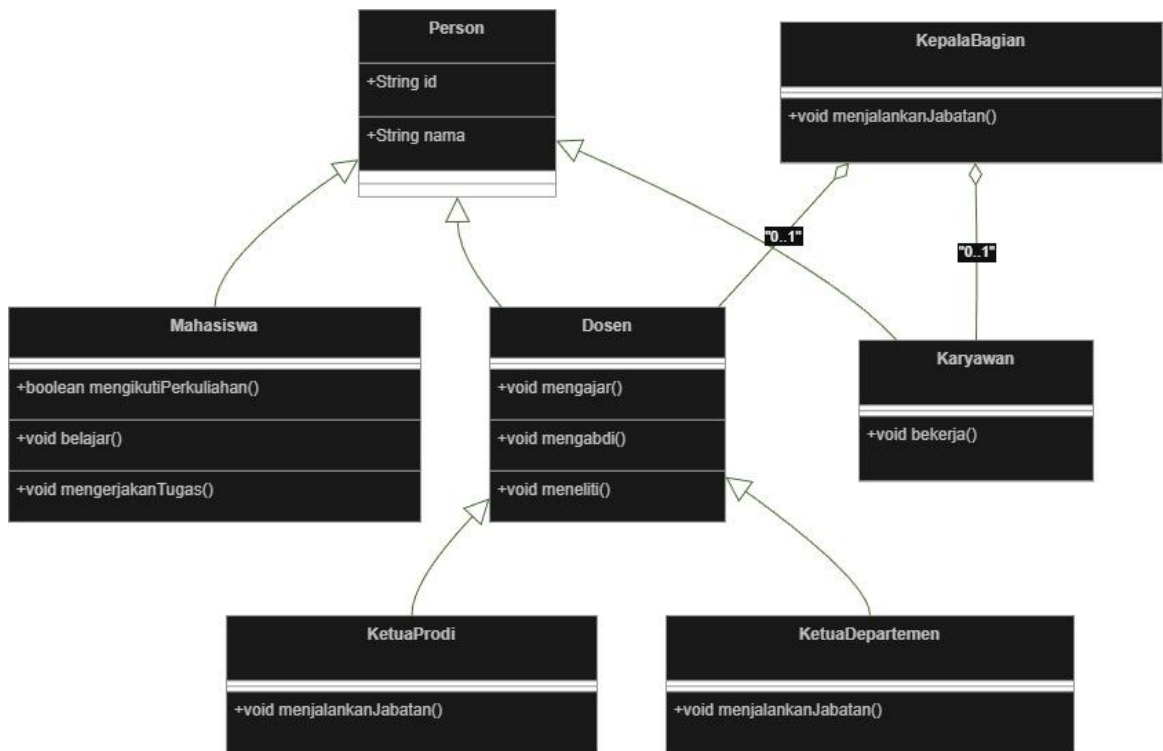 Person
+String id
+String nama
KepalaBagian
+void menjalankanJabatan()
"0..1"
"0..1"
Mahasiswa
+boolean mengikutiPerkuliahan()
+void belajar()
+void mengerjakanTugas()
Dosen
+void mengajar()
+void mengabdi()
+void meneliti()
Karyawan
+void bekerja()
KetuaProdi
+void menjalankanJabatan()
KetuaDepartemen
+void menjalankanJabatan()